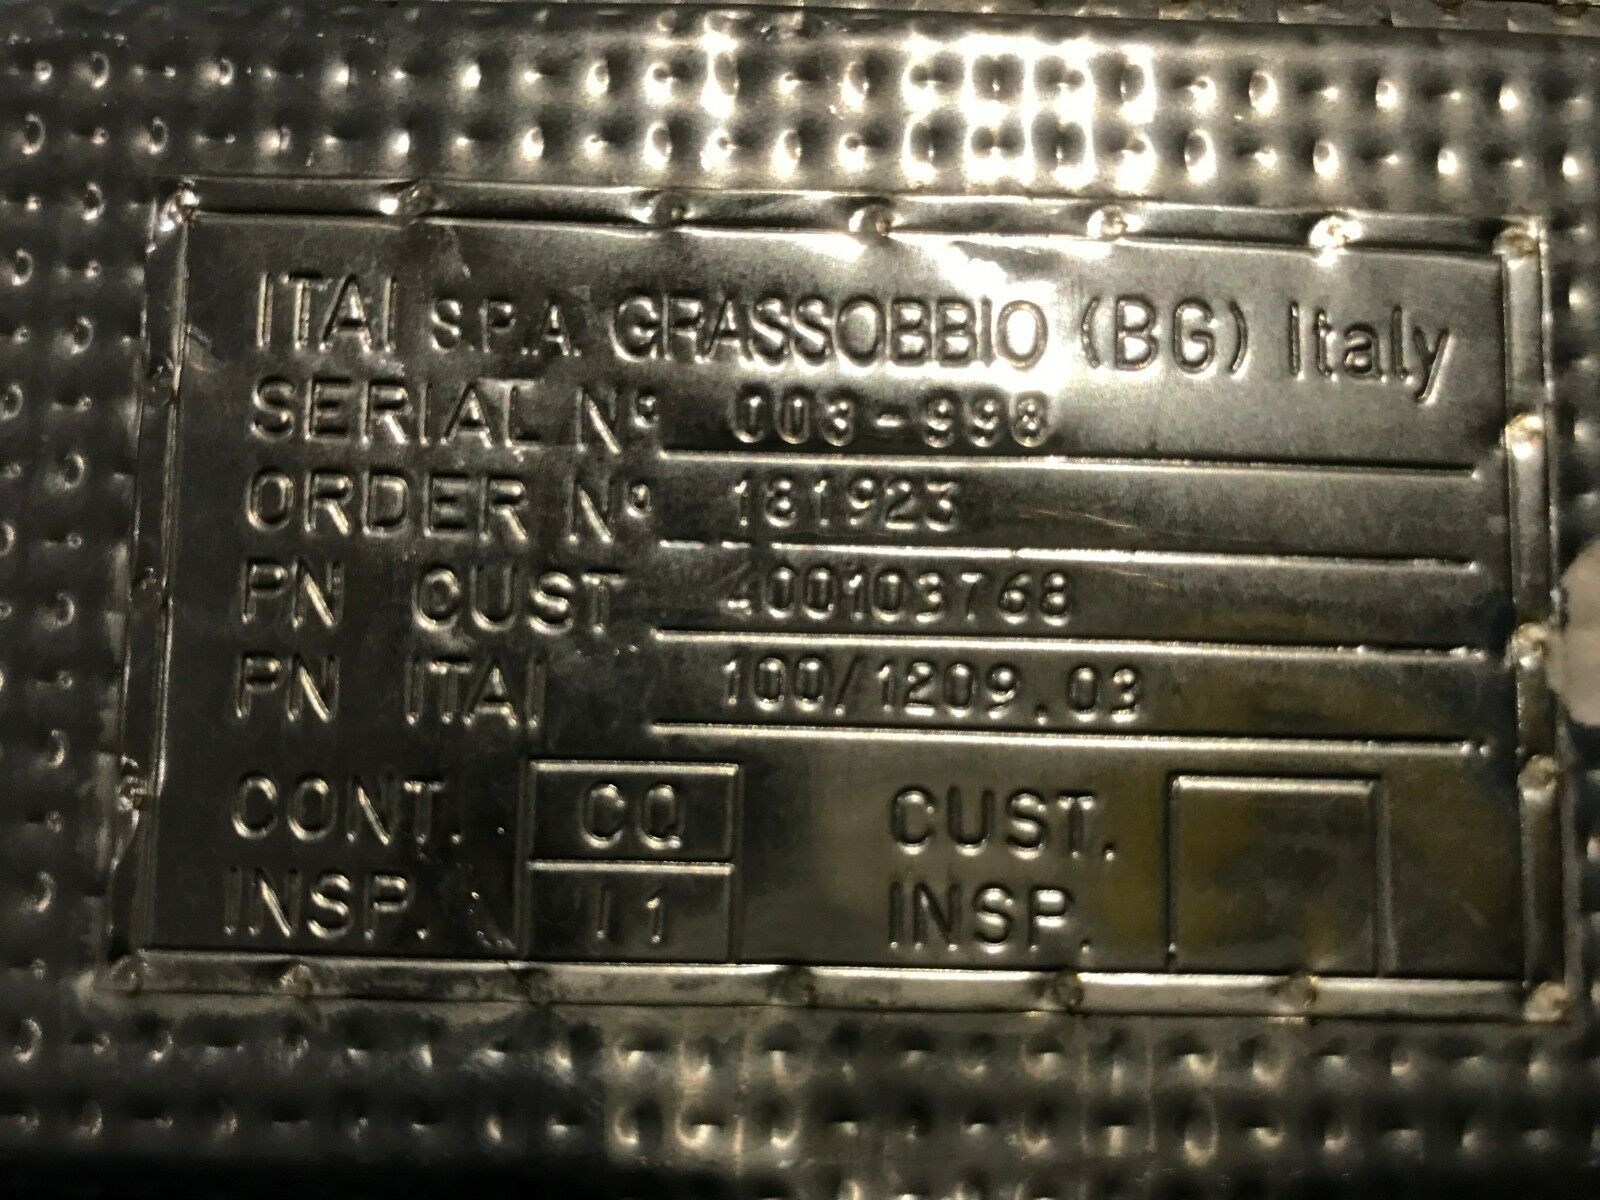 ITAI S.P.A. GRASSOBBIO (BG) Italy
SERIAL Nº 003-998
ORDER Nº 181923
PN CUST 400103768
PN ITAI 100/1209.03
CONT. INSP. CQ 11
CUST. INSP.